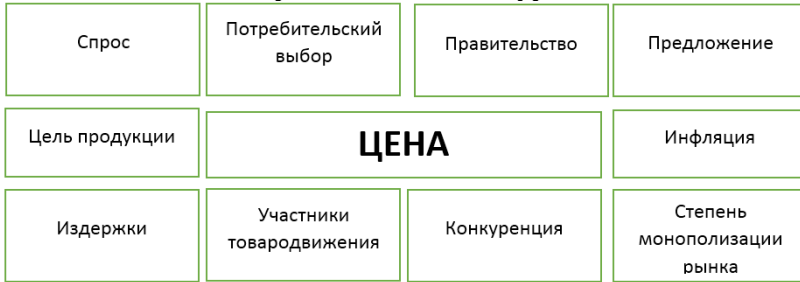 Спрос
Потребительский
выбор
Правительство
Предложение
Цель продукции
ЦЕНА
Инфляция
Издержки
Участники
товародвижения
Конкуренция
Степень
монополизации
рынка